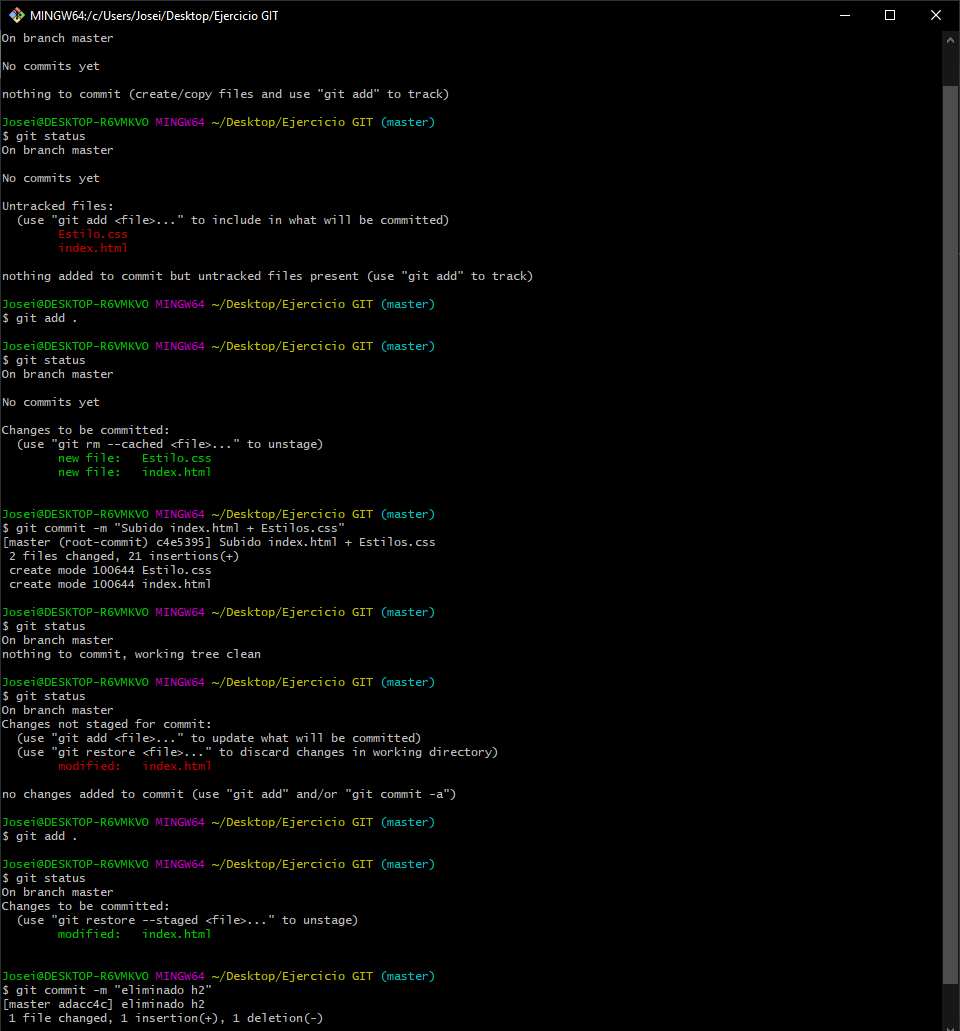 MINGW64:/c/Users/Josei/Desktop/Ejercicio GIT
On branch master
No commits yet
nothing to commit (create/copy files and use "git add" to track)
Josei@DESKTOP-R6VMKVO MINGW64 ~/Desktop/Ejercicio GIT (master)
$ git status
On branch master
No commits yet
Untracked files:
  (use "git add <file>..." to include in what will be committed)
        Estilo.css
        index.html
nothing added to commit but untracked files present (use "git add" to track)
Josei@DESKTOP-R6VMKVO MINGW64 ~/Desktop/Ejercicio GIT (master)
$ git add .
Josei@DESKTOP-R6VMKVO MINGW64 ~/Desktop/Ejercicio GIT (master)
$ git status
On branch master
No commits yet
Changes to be committed:
  (use "git rm --cached <file>..." to unstage)
        new file:   Estilo.css
        new file:   index.html
Josei@DESKTOP-R6VMKVO MINGW64 ~/Desktop/Ejercicio GIT (master)
$ git commit -m "Subido index.html + Estilos.css"
[master (root-commit) c4e5395] Subido index.html + Estilos.css
 2 files changed, 21 insertions(+)
 create mode 100644 Estilo.css
 create mode 100644 index.html
Josei@DESKTOP-R6VMKVO MINGW64 ~/Desktop/Ejercicio GIT (master)
$ git status
On branch master
nothing to commit, working tree clean
Josei@DESKTOP-R6VMKVO MINGW64 ~/Desktop/Ejercicio GIT (master)
$ git status
On branch master
Changes not staged for commit:
  (use "git add <file>..." to update what will be committed)
  (use "git restore <file>..." to discard changes in working directory)
        modified:   index.html
no changes added to commit (use "git add" and/or "git commit -a")
Josei@DESKTOP-R6VMKVO MINGW64 ~/Desktop/Ejercicio GIT (master)
$ git add .
Josei@DESKTOP-R6VMKVO MINGW64 ~/Desktop/Ejercicio GIT (master)
$ git status
On branch master
Changes to be committed:
  (use "git restore --staged <file>..." to unstage)
        modified:   index.html
Josei@DESKTOP-R6VMKVO MINGW64 ~/Desktop/Ejercicio GIT (master)
$ git commit -m "eliminado h2"
[master adacc4c] eliminado h2
 1 file changed, 1 insertion(+), 1 deletion(-)